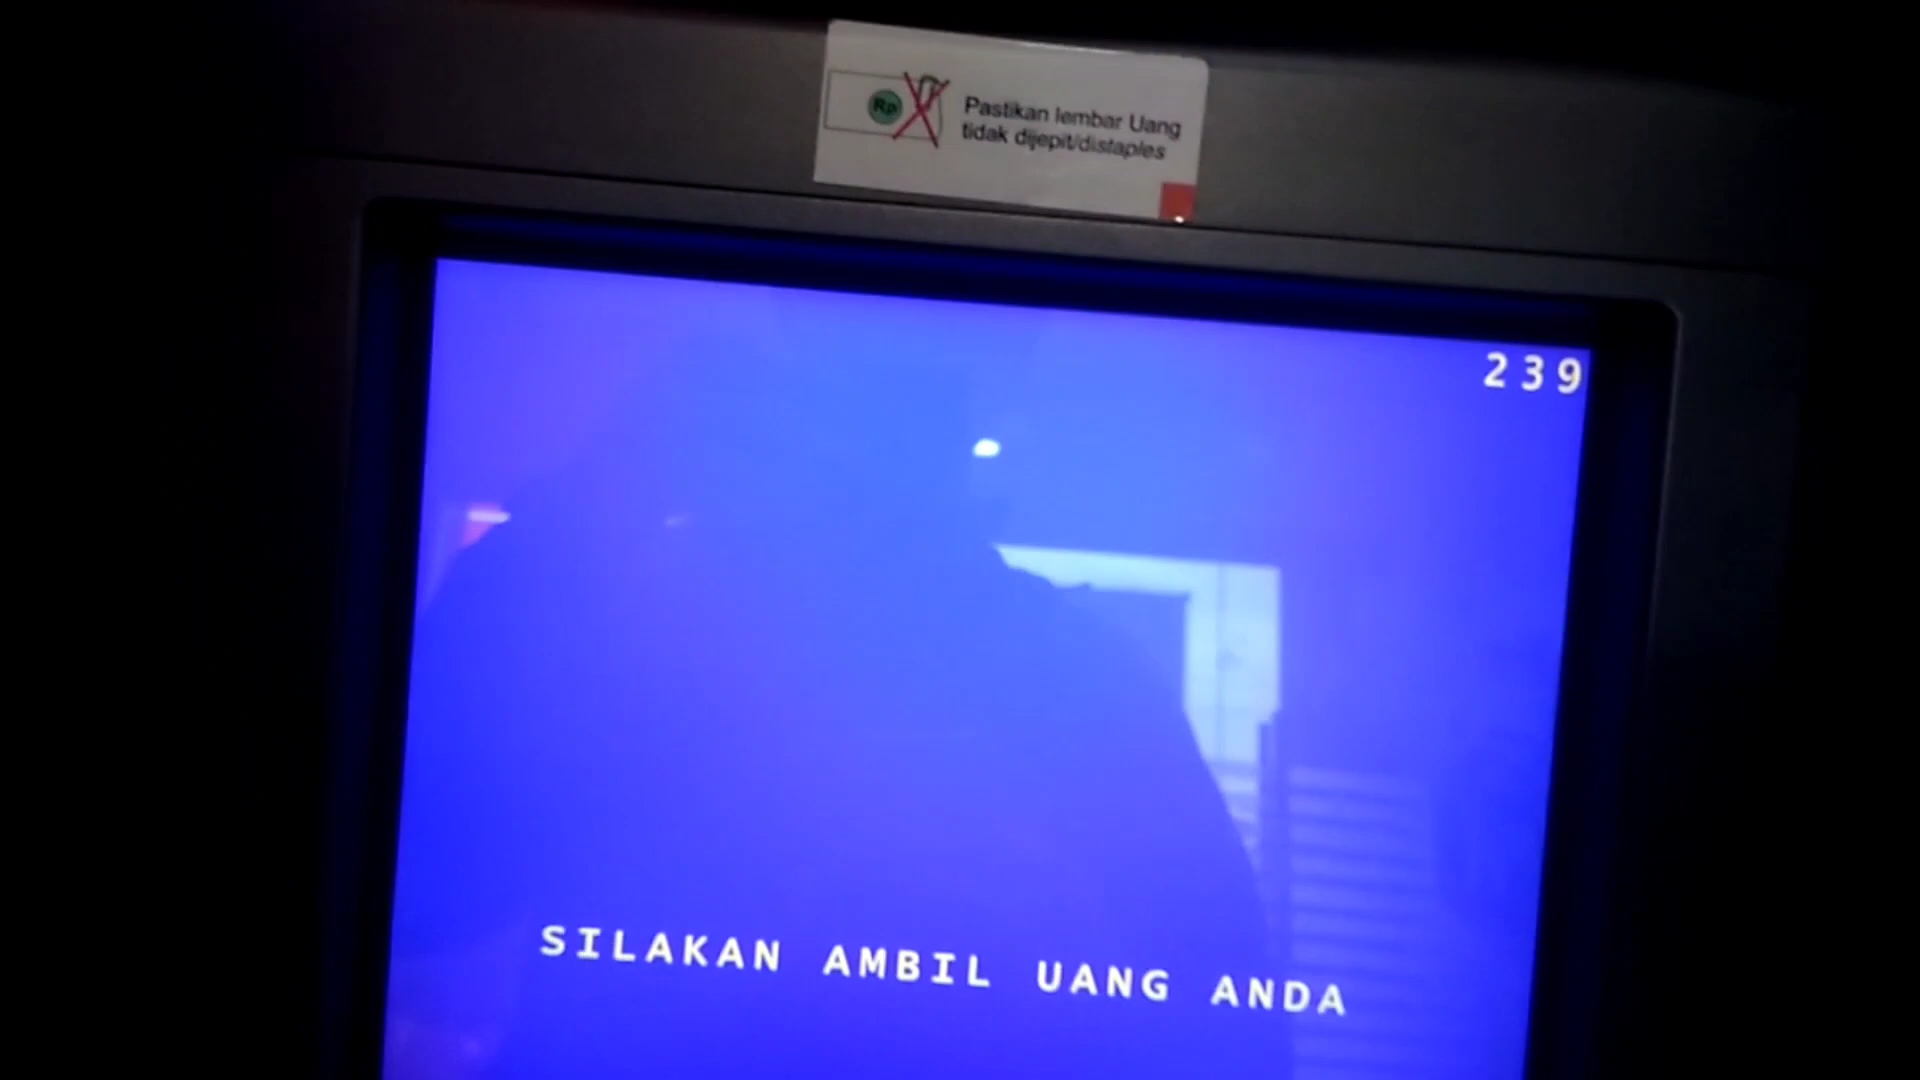 Rp
Pastikan lembar Uang
tidak dijepit/distaples
239
SILAKAN AMBIL UANG ANDA